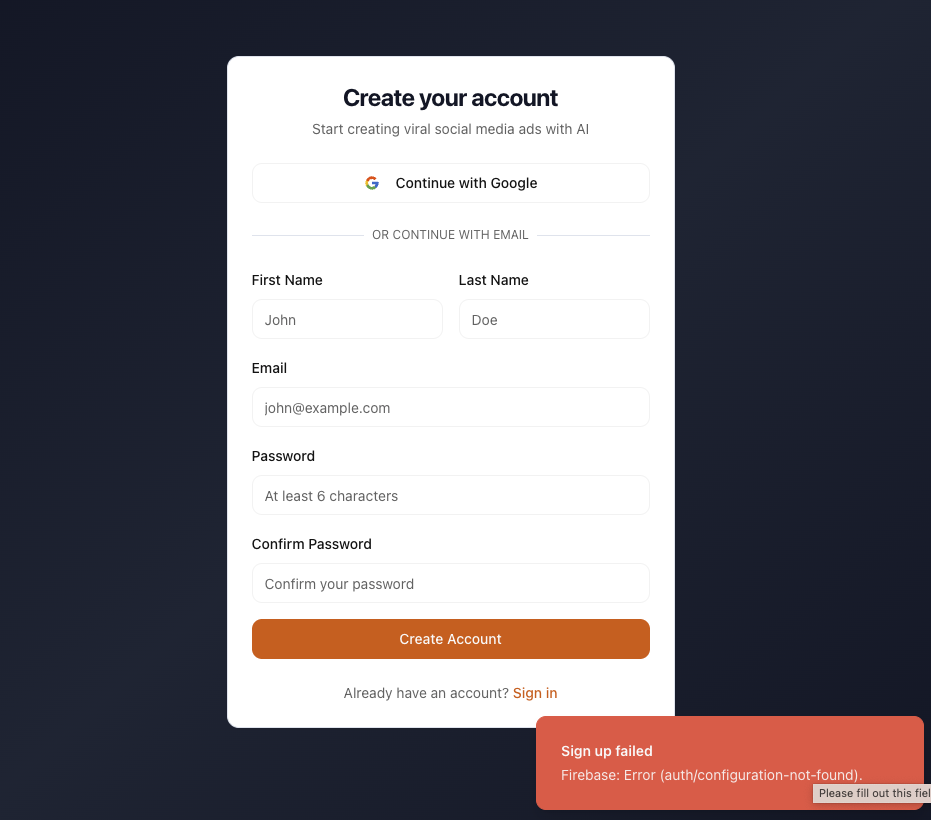 Create your account
Start creating viral social media ads with AI
Continue with Google
OR CONTINUE WITH EMAIL
First Name Last Name
John Doe
Email
john@example.com
Password
At least 6 characters
Confirm Password
Confirm your password
Create Account
Already have an account? Sign in
Sign up failed
Firebase: Error (auth/configuration-not-found).
Please fill out this fiel